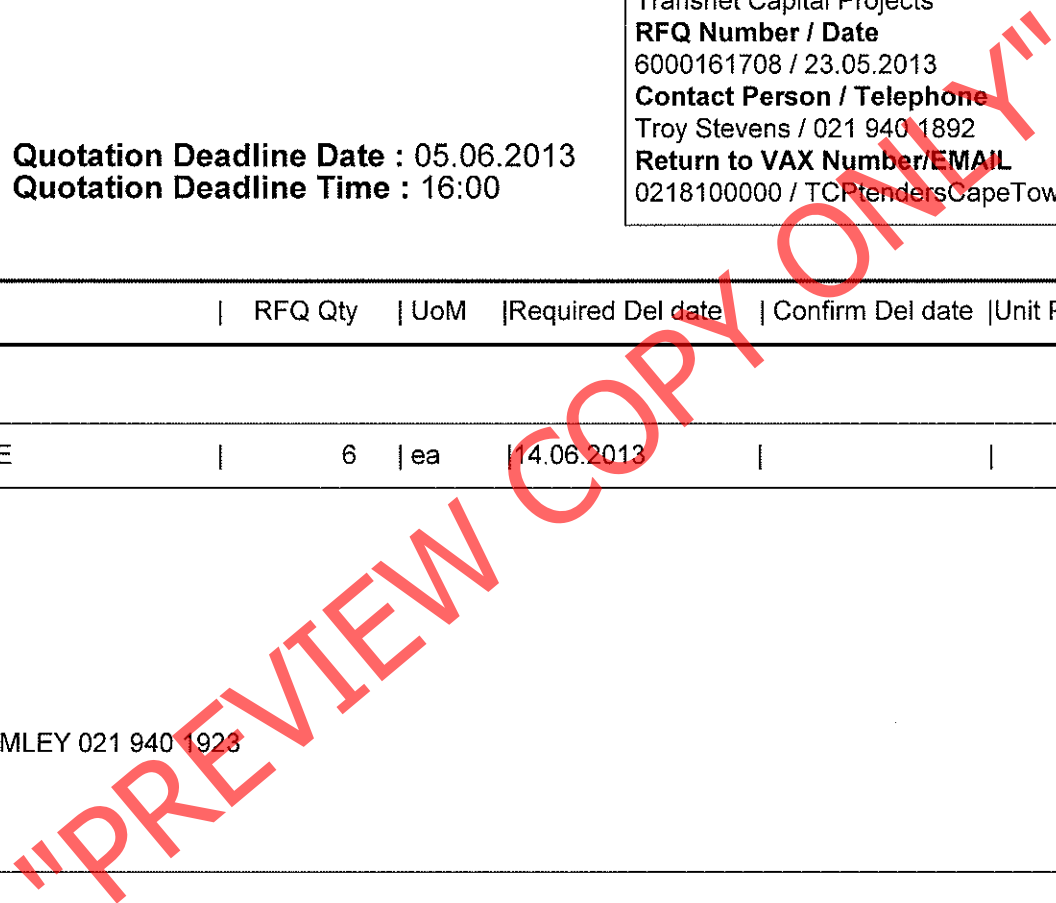 Transnet Capital Projects
RFQ Number / Date
6000161708 / 23.05.2013
Contact Person / Telephone
Troy Stevens / 021 940 1892
Return to VAX Number/EMAIL
0218100000 / TCPtendersCapeTow
Quotation Deadline Date : 05.06.2013
Quotation Deadline Time : 16:00
| RFQ Qty | UoM |Required Del date | Confirm Del date |Unit P
E | 6 | ea |14.06.2013 | |
MLEY 021 940 1923
"PREVIEW COPY ONLY"